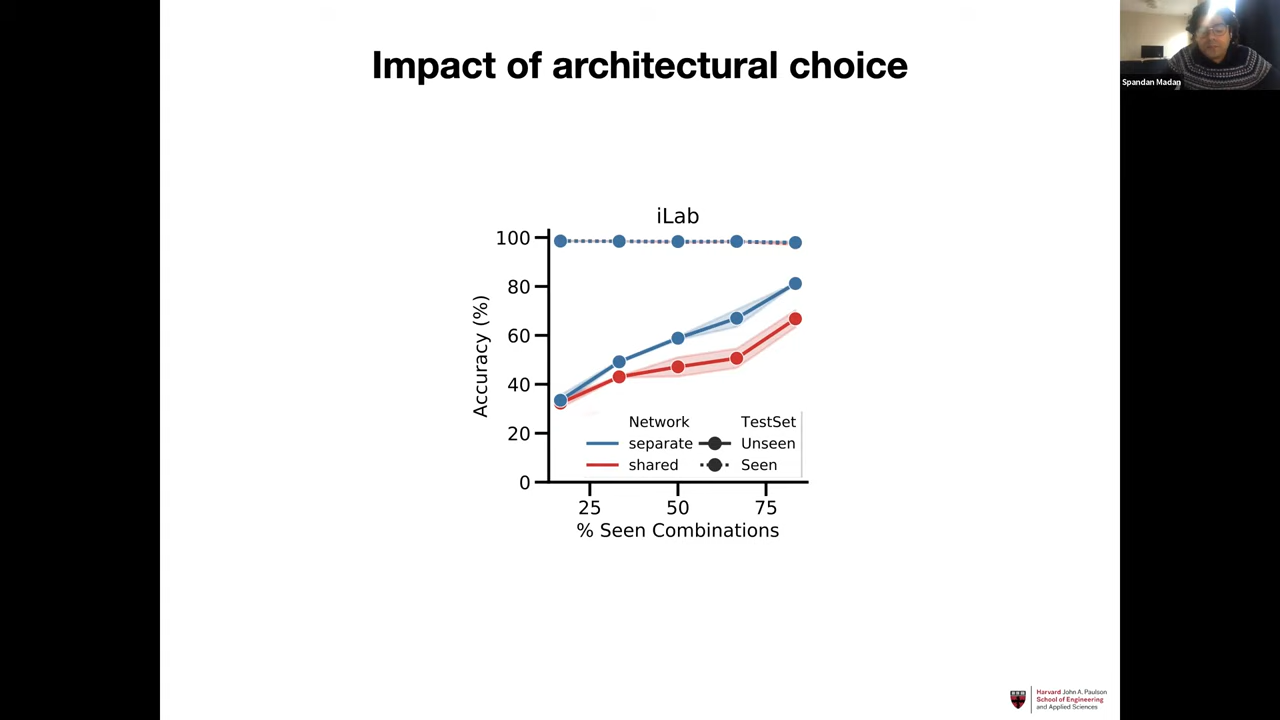 Impact of architectural choice
Spandan Madan
iLab
100
80
60
40
20
0
Accuracy (%)
Network TestSet
separate Unseen
shared Seen
25 50 75
% Seen Combinations
Harvard John A. Paulson
School of Engineering
and Applied Sciences